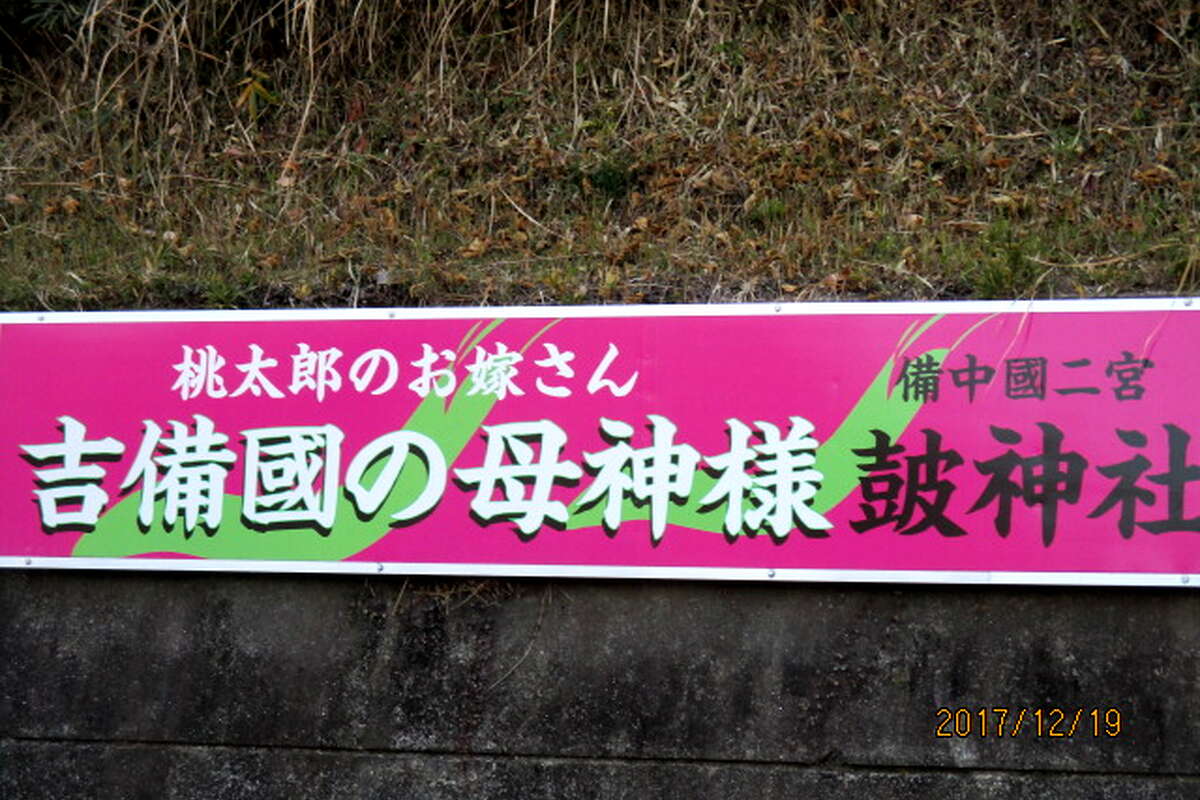 桃太郎のお嫁さん
吉備國の母神様
備中國二宮
皷神社
2017/12/19